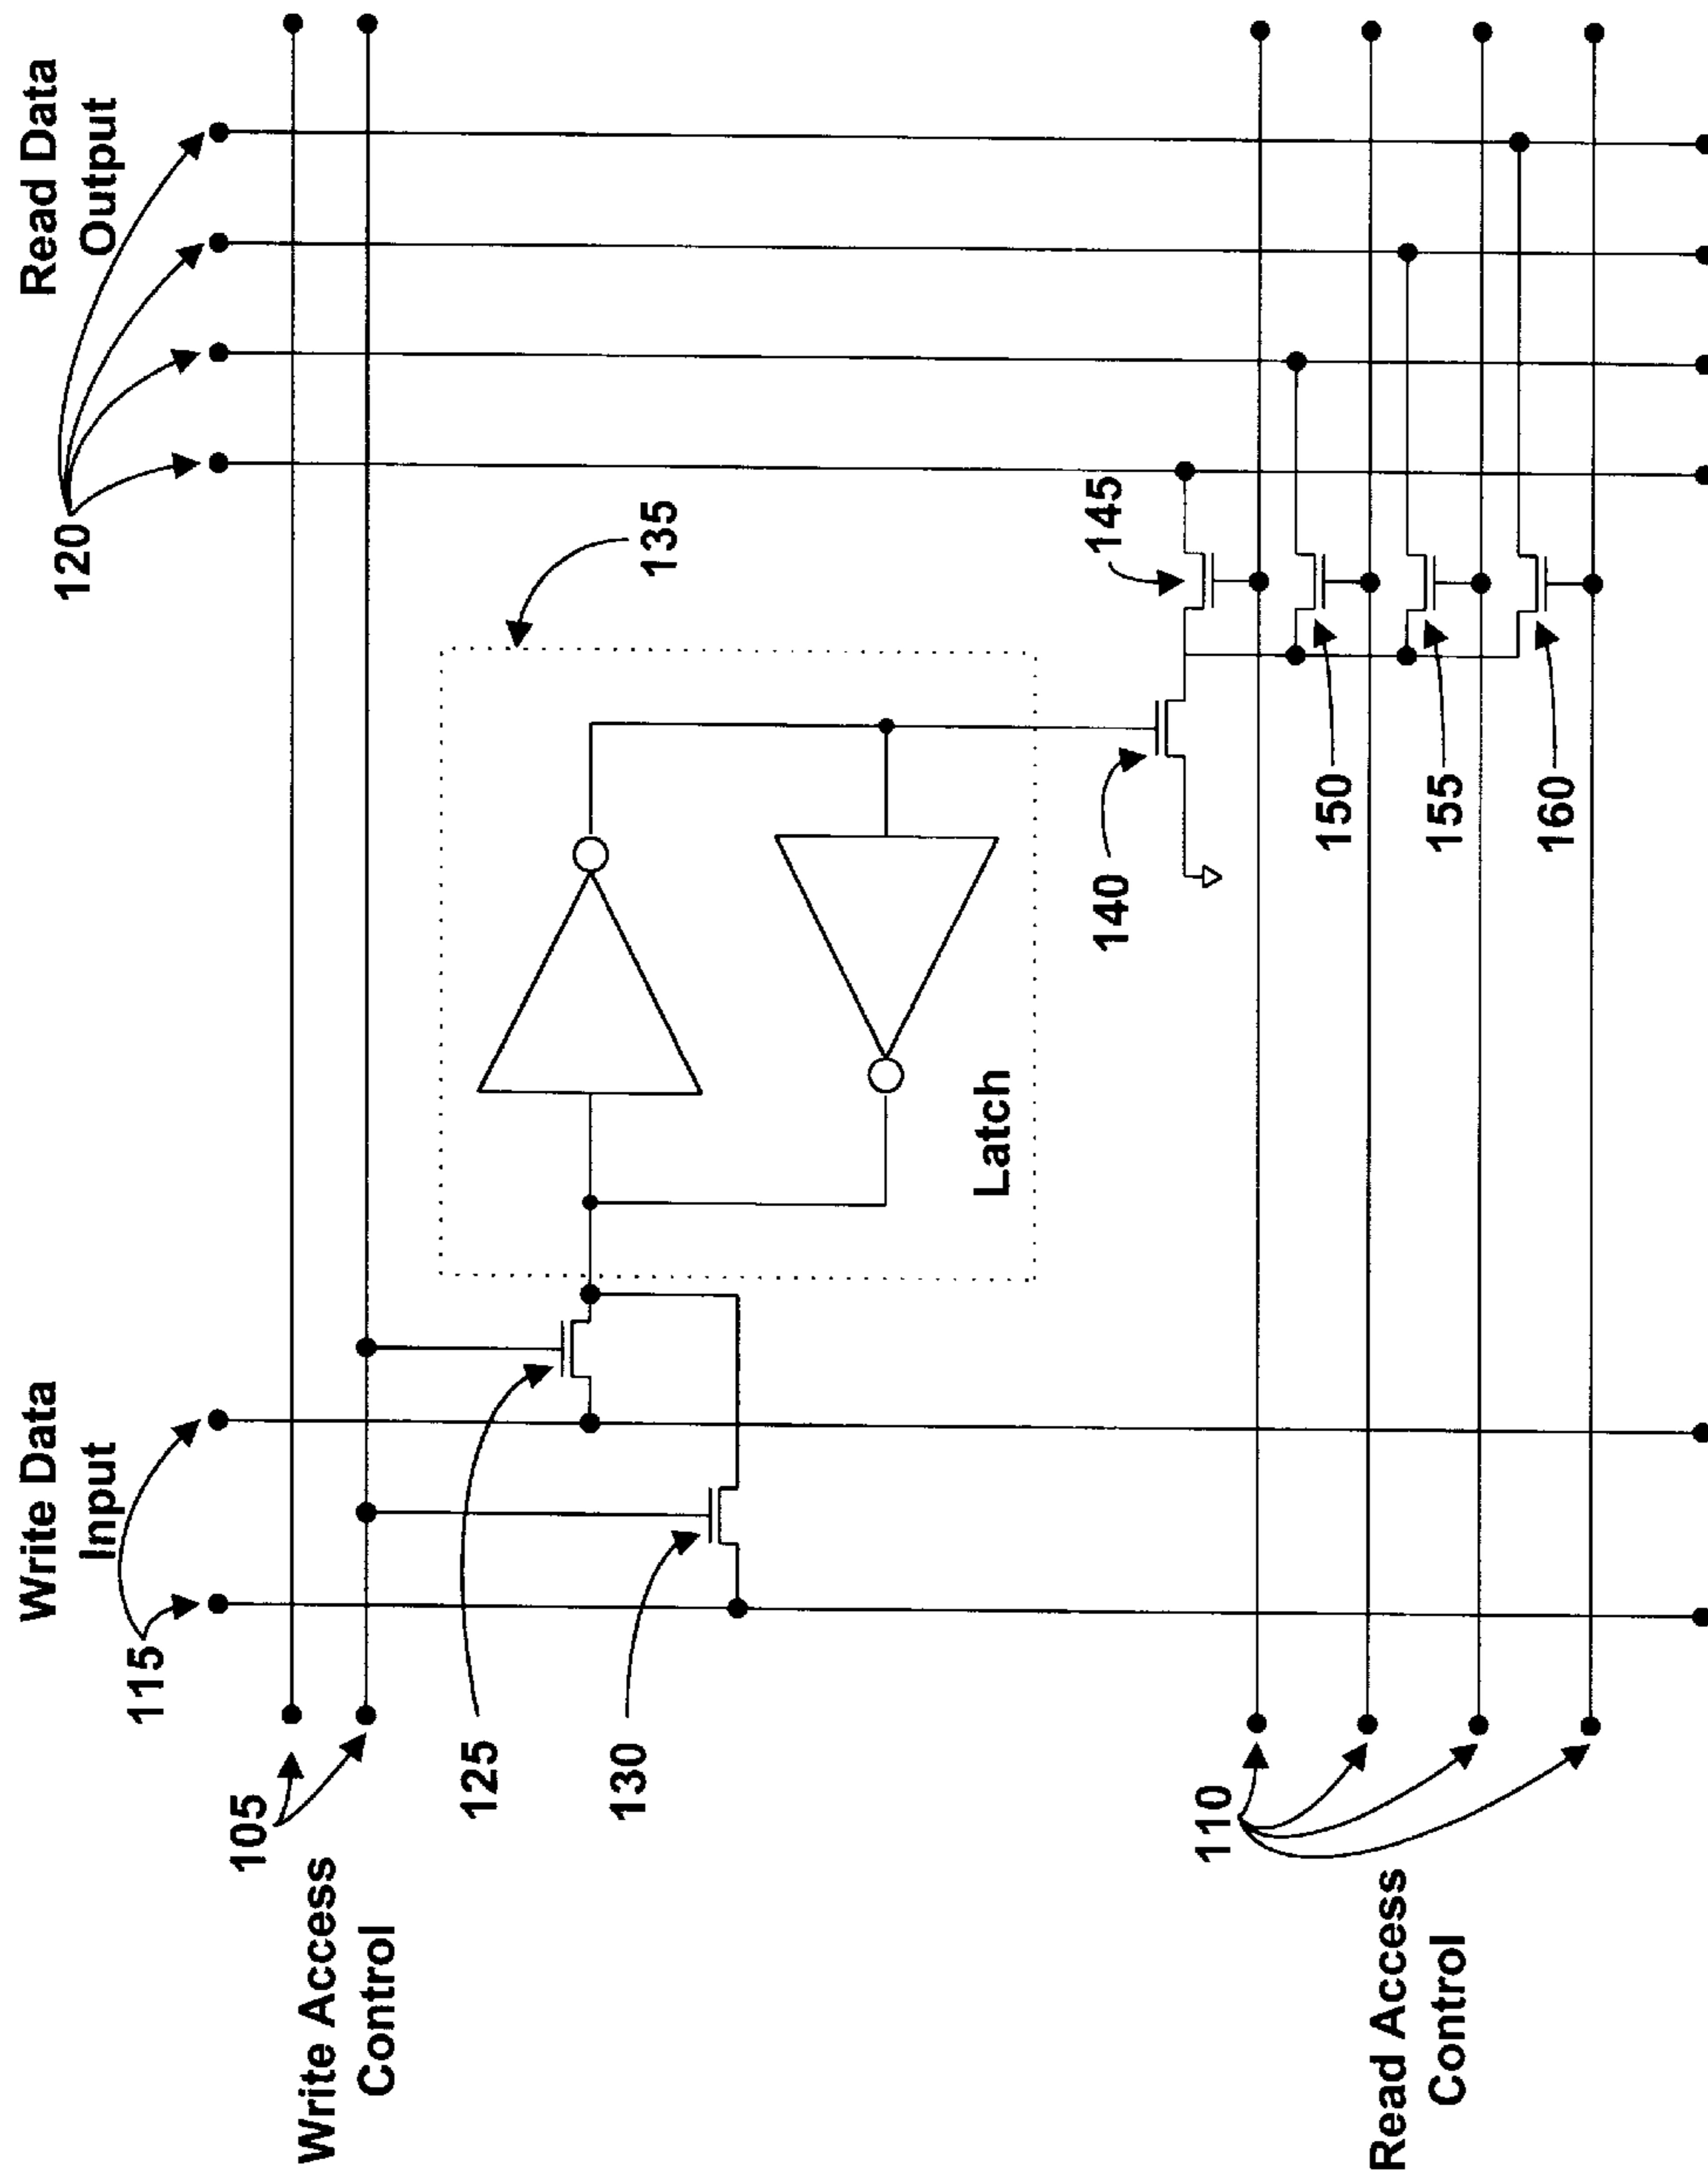 Write Data
Input
Read Data
Output
115
120
105
Write Access
Control
125
130
135
Latch
140
145
150
155
160
110
Read Access
Control